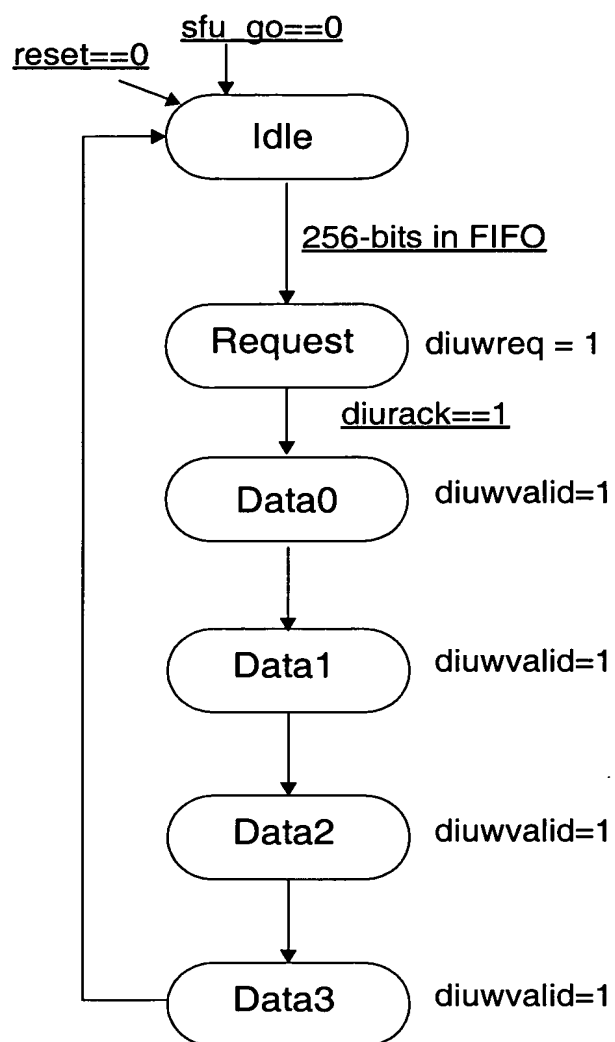 sfu_go==0
reset==0
Idle
256-bits in FIFO
Request diuwreq = 1
diurack==1
Data0 diuwvalid=1
Data1 diuwvalid=1
Data2 diuwvalid=1
Data3 diuwvalid=1